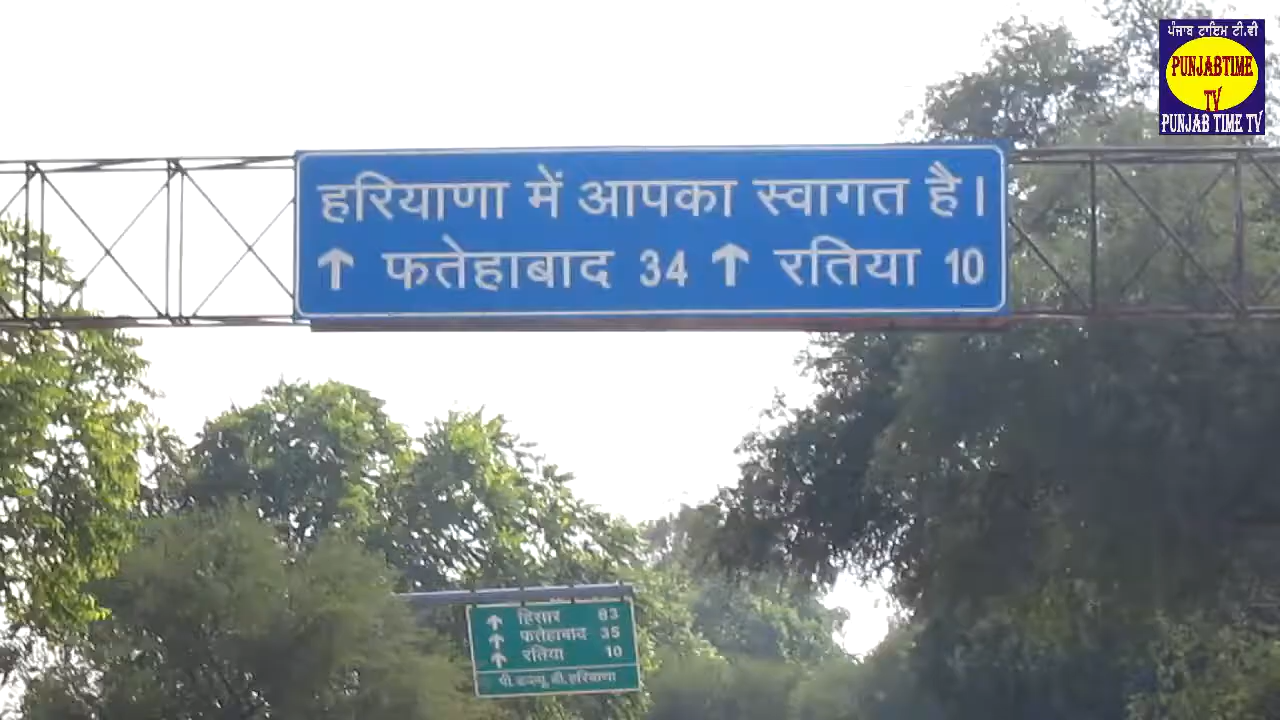 ਪੰਜਾਬ ਟਾਇਮ ਟੀ.ਵੀ
PUNJABTIME
TV
PUNJAB TIME TV
हरियाणा में आपका स्वागत है।
↑ फतेहाबाद 34 ↑ रतिया 10
↑ हिसार 83
↑ फतेहाबाद 35
↑ रतिया 10
पी.डब्ल्यू.डी.हरियाणा